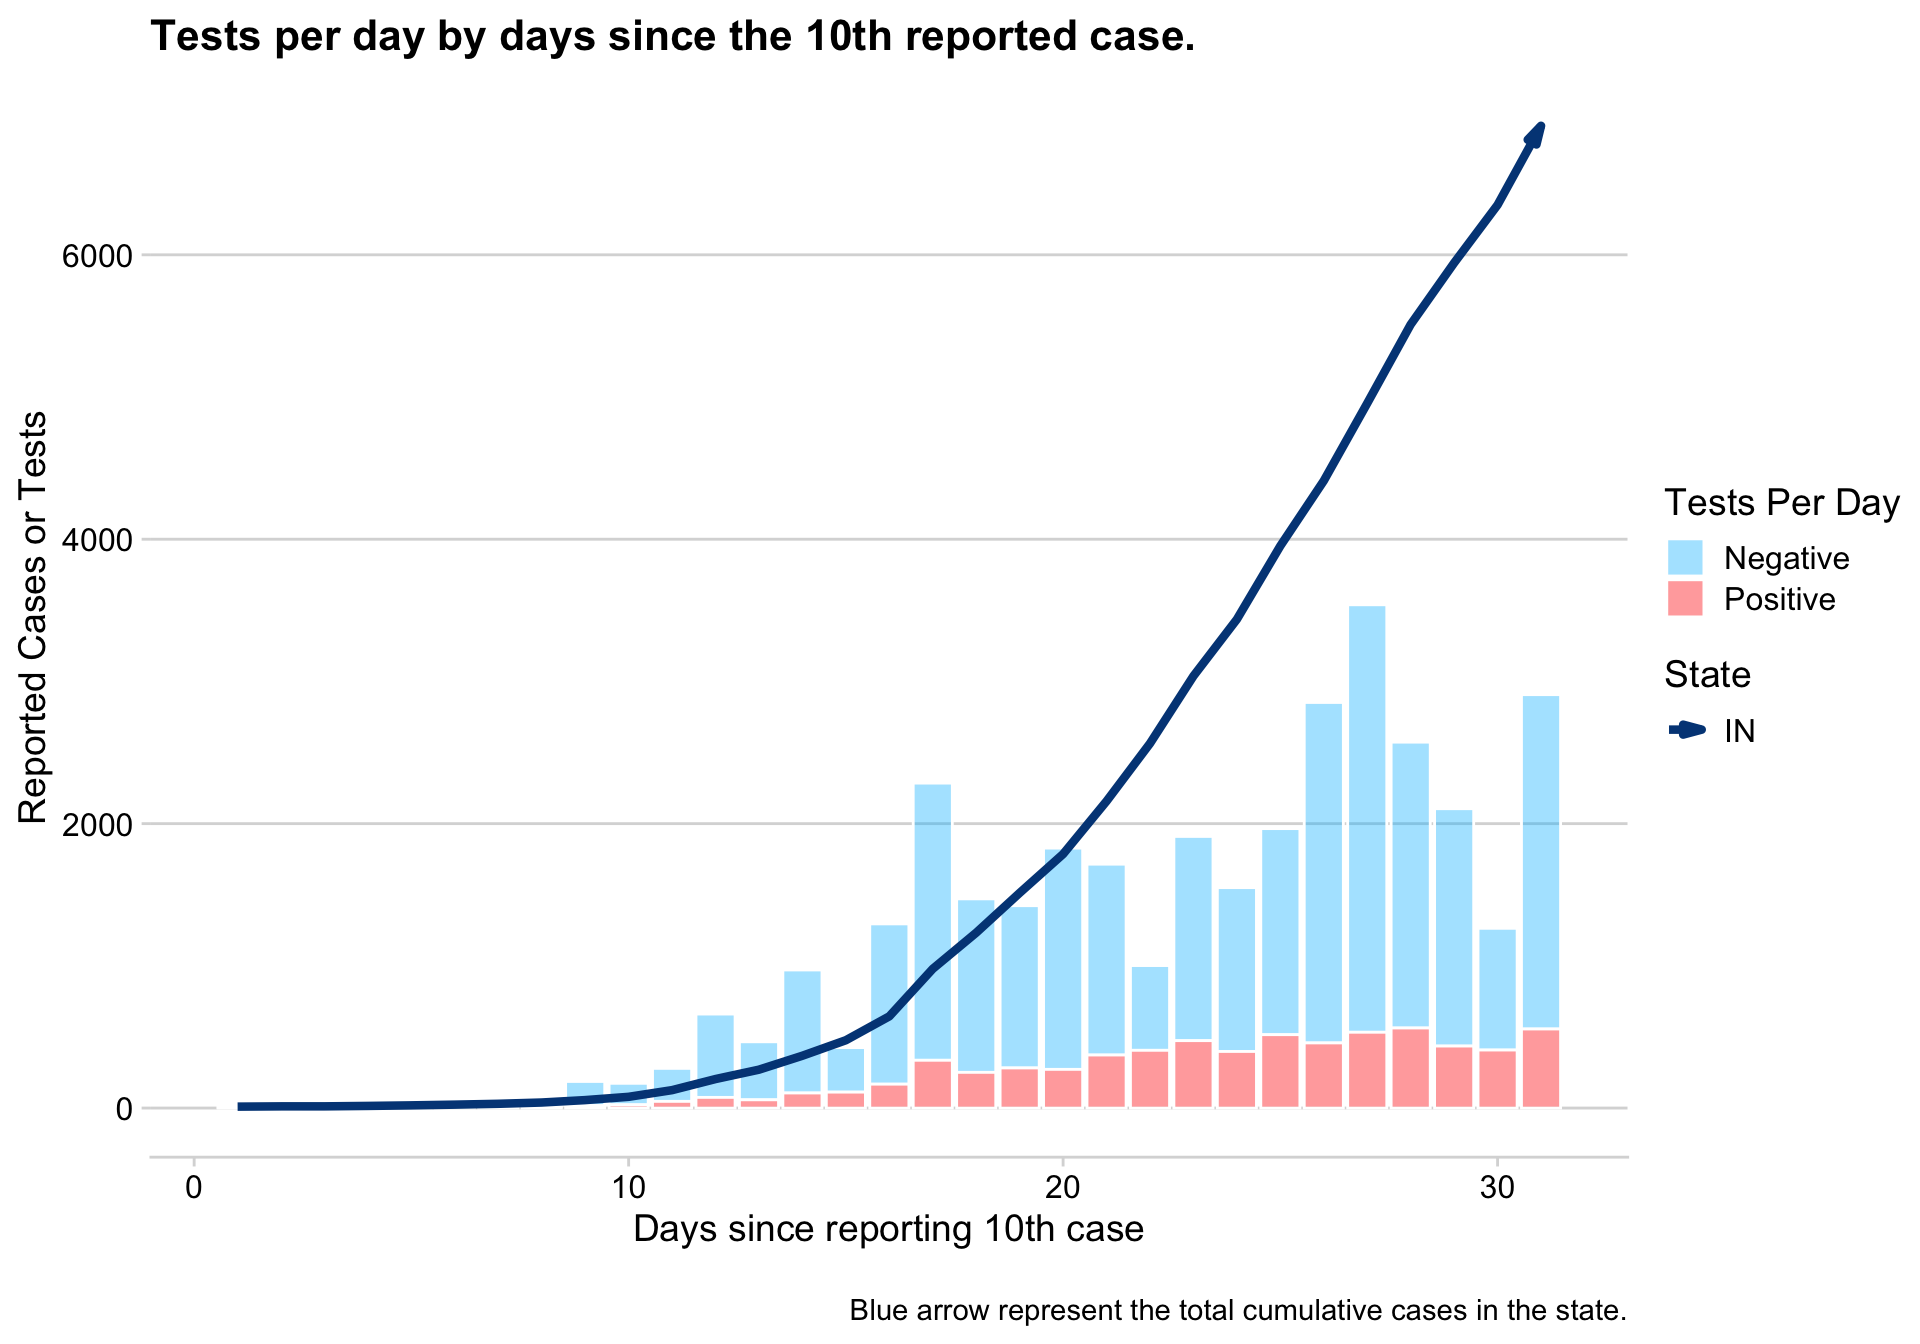 Tests per day by days since the 10th reported case.
Reported Cases or Tests
6000
4000
2000
0
0
10
20
30
Days since reporting 10th case
Tests Per Day
Negative
Positive
State
IN
Blue arrow represent the total cumulative cases in the state.